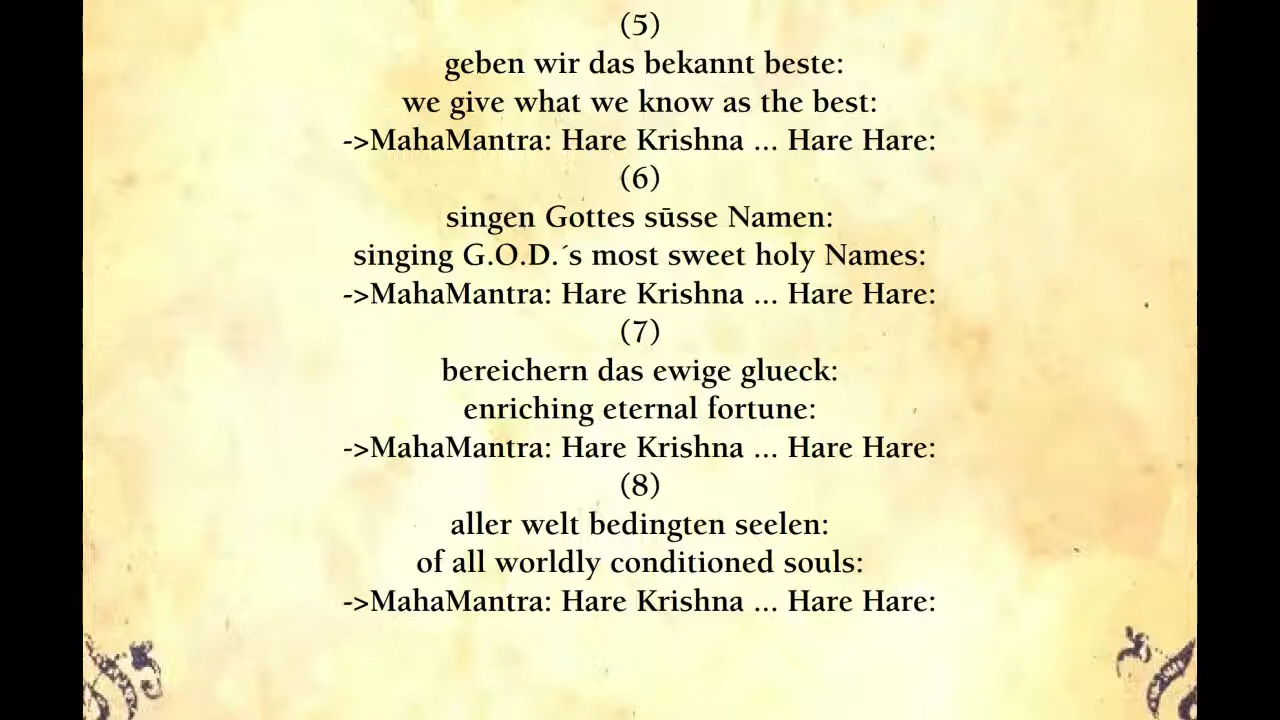 (5)
geben wir das bekannt beste:
we give what we know as the best:
->MahaMantra: Hare Krishna ... Hare Hare:
(6)
singen Gottes sūsse Namen:
singing G.O.D.´s most sweet holy Names:
->MahaMantra: Hare Krishna ... Hare Hare:
(7)
bereichern das ewige glueck:
enriching eternal fortune:
->MahaMantra: Hare Krishna ... Hare Hare:
(8)
aller welt bedingten seelen:
of all worldly conditioned souls:
->MahaMantra: Hare Krishna ... Hare Hare: